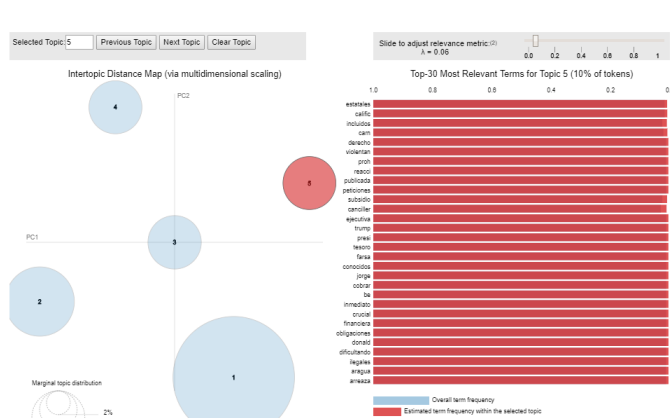 Selected Topic: 5 Previous Topic Next Topic Clear Topic
Slide to adjust relevance metric:(2)
λ = 0.06
0.0 0.2 0.4 0.6 0.8 1
Intertopic Distance Map (via multidimensional scaling)
PC2
PC1
4
5
3
2
1
Marginal topic distribution
2%
Top-30 Most Relevant Terms for Topic 5 (10% of tokens)
1.0 0.8 0.6 0.4 0.2 0.
estatales
calific
incluidos
carn
derecho
violentan
proh
reacci
publicada
peticiones
subsidio
canciller
ejecutiva
trump
presi
tesoro
farsa
conocidos
jorge
cobrar
be
inmediato
crucial
financiera
obligaciones
donald
dificultando
ilegales
aragua
arreaza
Overall term frequency
Estimated term frequency within the selected topic